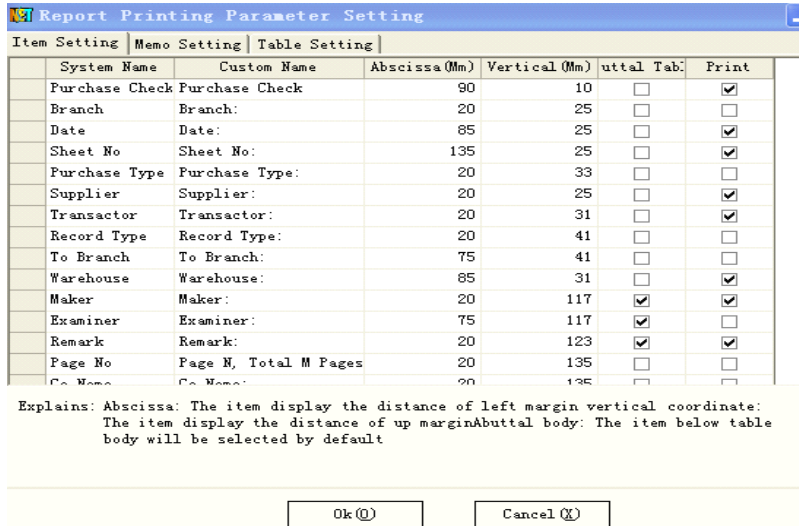 Report Printing Parameter Setting
Item Setting Memo Setting Table Setting
System Name Custom Name Abscissa(Mm) Vertical(Mm) uttal Tabl Print
Purchase Check Purchase Check 90 10
Branch Branch: 20 25
Date Date: 85 25
Sheet No Sheet No: 135 25
Purchase Type Purchase Type: 20 33
Supplier Supplier: 20 25
Transactor Transactor: 20 31
Record Type Record Type: 20 41
To Branch To Branch: 75 41
Warehouse Warehouse: 85 31
Maker Maker: 20 117
Examiner Examiner: 75 117
Remark Remark: 20 123
Page No Page N, Total M Pages 20 135
Co Name Co Name: 20 135
Explains: Abscissa: The item display the distance of left margin vertical coordinate:
The item display the distance of up marginAbuttal body: The item below table
body will be selected by default
Ok(O) Cancel(X)